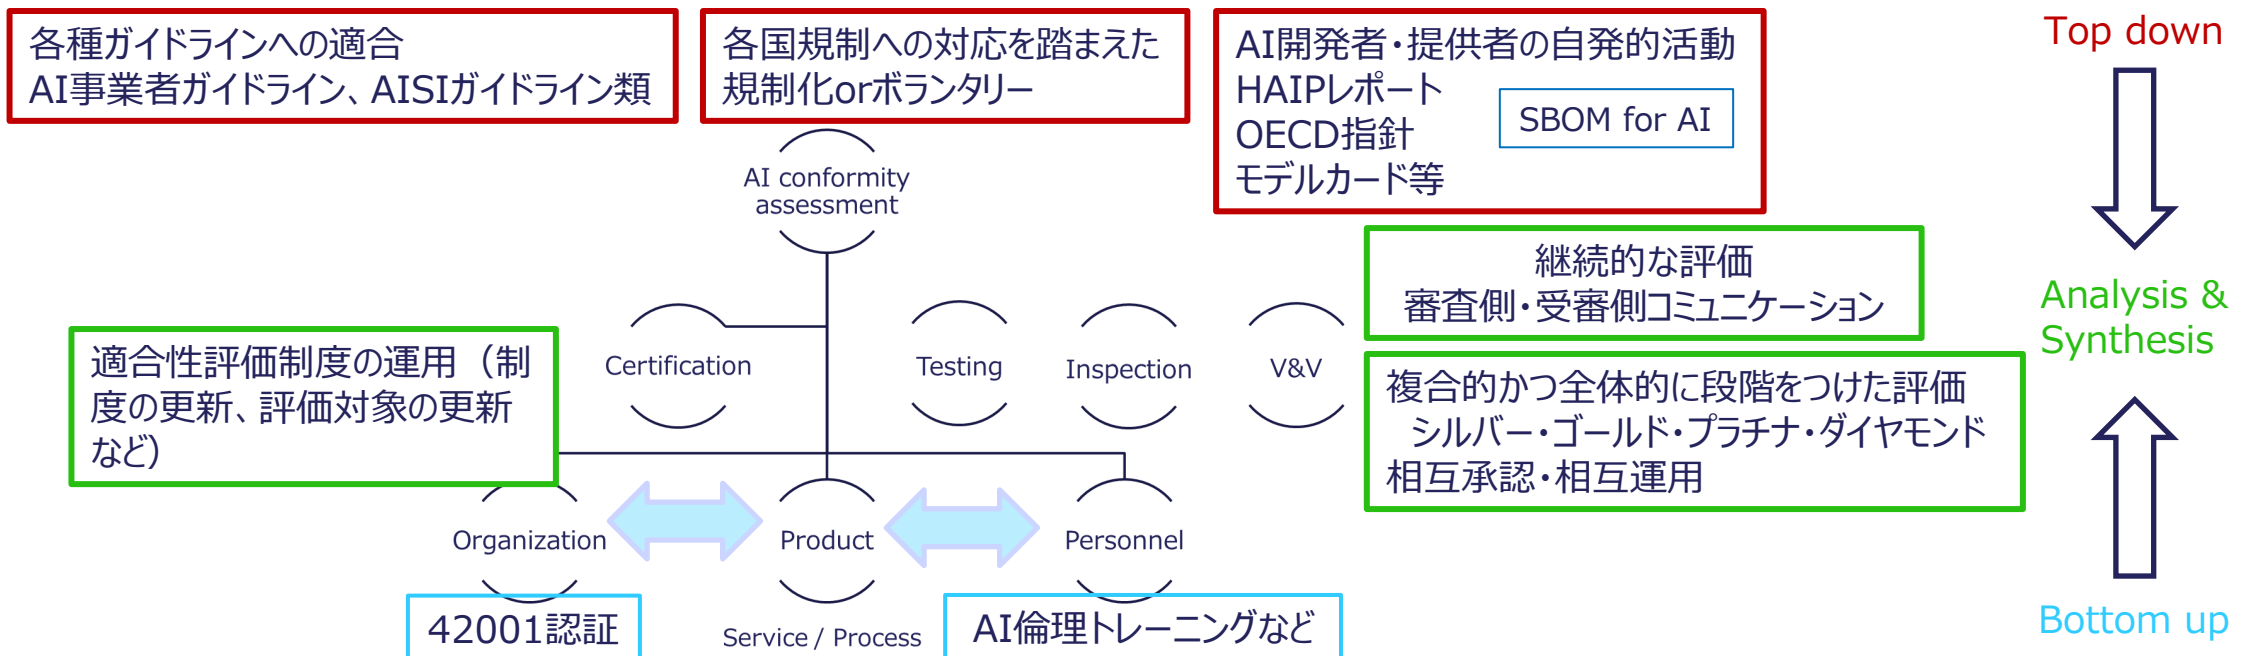 各種ガイドラインへの適合
AI事業者ガイドライン、AISIガイドライン類
各国規制への対応を踏まえた
規制化orボランタリー
AI開発者・提供者の自発的活動
HAIPレポート
OECD指針
モデルカード等
SBOM for AI
Top down
AI conformity
assessment
継続的な評価
審査側・受審側コミュニケーション
Analysis &
Synthesis
適合性評価制度の運用（制
度の更新、評価対象の更新
など）
Certification
Testing
Inspection
V&V
複合的かつ全体的に段階をつけた評価
シルバー・ゴールド・プラチナ・ダイヤモンド
相互承認・相互運用
Organization
Product
Personnel
42001認証
Service / Process
AI倫理トレーニングなど
Bottom up